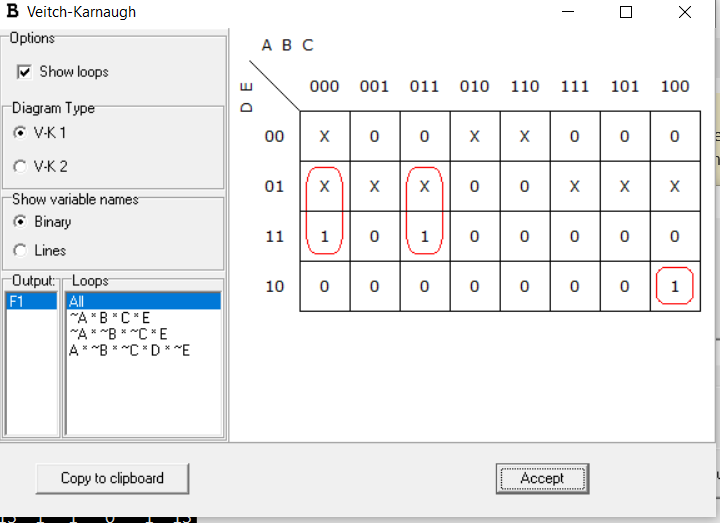 B Veitch-Karnaugh
Options
Show loops
Diagram Type
V-K 1
V-K 2
Show variable names
Binary
Lines
Output:
F1
Loops
All
~A * B * C * E
~A * ~B * ~C * E
A * ~B * ~C * D * ~E
A B C
D E
000 001 011 010 110 111 101 100
00 X 0 0 X X 0 0 0
01 X X X 0 0 X X X
11 1 0 1 0 0 0 0 0
10 0 0 0 0 0 0 0 1
Copy to clipboard
Accept